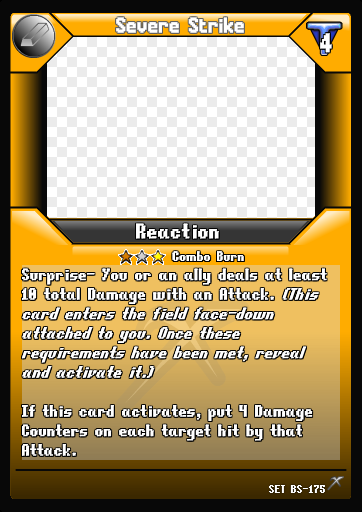 Severe Strike
4
Reaction
Combo Burn
Surprise- You or an ally deals at least
10 total Damage with an Attack. (This
card enters the field face-down
attached to you. Once these
requirements have been met, reveal
and activate it.)
If this card activates, put 4 Damage
Counters on each target hit by that
Attack.
SET BS-175